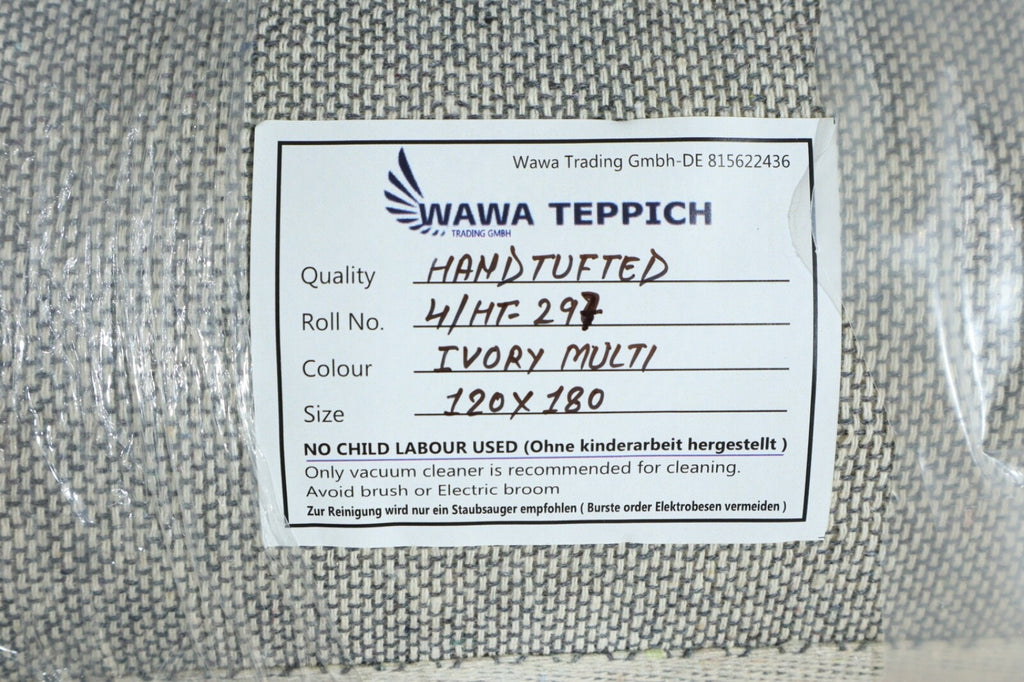 Wawa Trading Gmbh-DE 815622436
WAWA TEPPICH
TRADING GMBH
Quality HANDTUFTED
Roll No. 4/HT-297
Colour IVORY MULTI
Size 120X180
NO CHILD LABOUR USED (Ohne kinderarbeit hergestellt )
Only vacuum cleaner is recommended for cleaning.
Avoid brush or Electric broom
Zur Reinigung wird nur ein Staubsauger empfohlen ( Burste order Elektrobesen vermeiden )